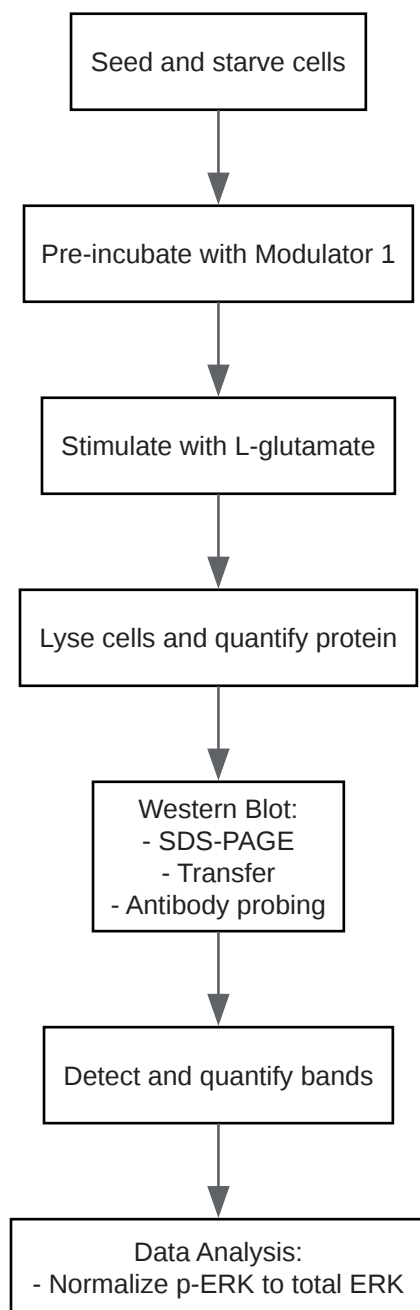 Seed and starve cells
Pre-incubate with Modulator 1
Stimulate with L-glutamate
Lyse cells and quantify protein
Western Blot:
- SDS-PAGE
- Transfer
- Antibody probing
Detect and quantify bands
Data Analysis:
- Normalize p-ERK to total ERK